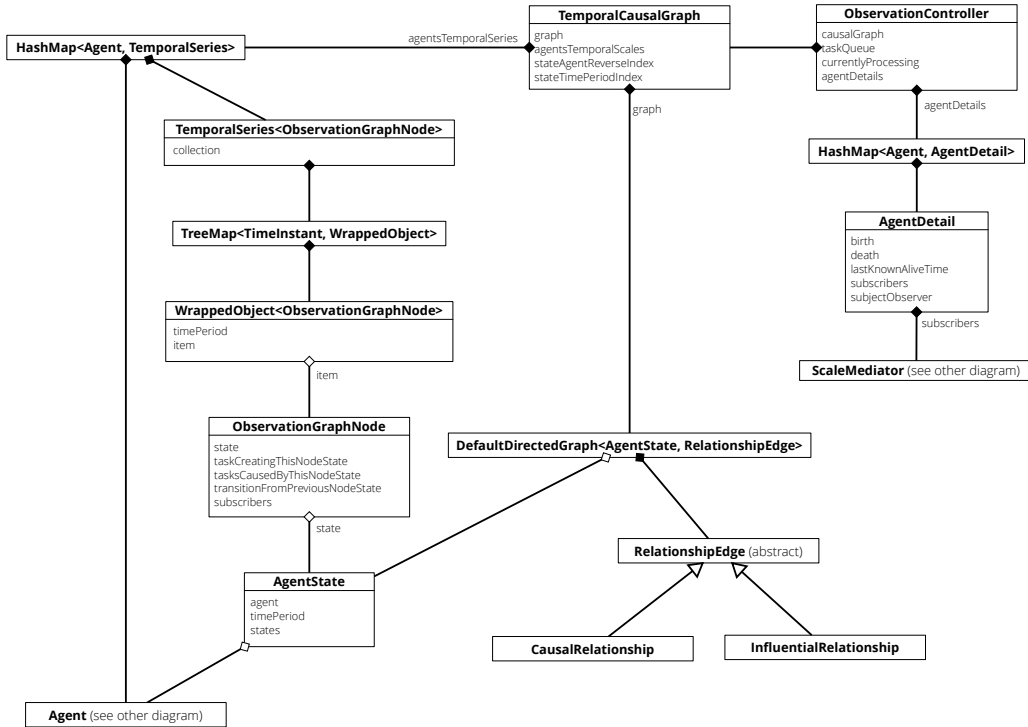 TemporalCausalGraph
graph
agentsTemporalScales
stateAgentReverseIndex
stateTimePeriodIndex
ObservationController
causalGraph
taskQueue
currentlyProcessing
agentDetails
HashMap<Agent, TemporalSeries>
agentsTemporalSeries
graph
agentDetails
TemporalSeries<ObservationGraphNode>
collection
HashMap<Agent, AgentDetail>
TreeMap<TimeInstant, WrappedObject>
AgentDetail
birth
death
lastKnownAliveTime
subscribers
subjectObserver
WrappedObject<ObservationGraphNode>
timePeriod
item
subscribers
item
ScaleMediator (see other diagram)
ObservationGraphNode
state
taskCreatingThisNodeState
tasksCausedByThisNodeState
transitionFromPreviousNodeState
subscribers
DefaultDirectedGraph<AgentState, RelationshipEdge>
state
RelationshipEdge (abstract)
AgentState
agent
timePeriod
states
CausalRelationship
InfluentialRelationship
Agent (see other diagram)